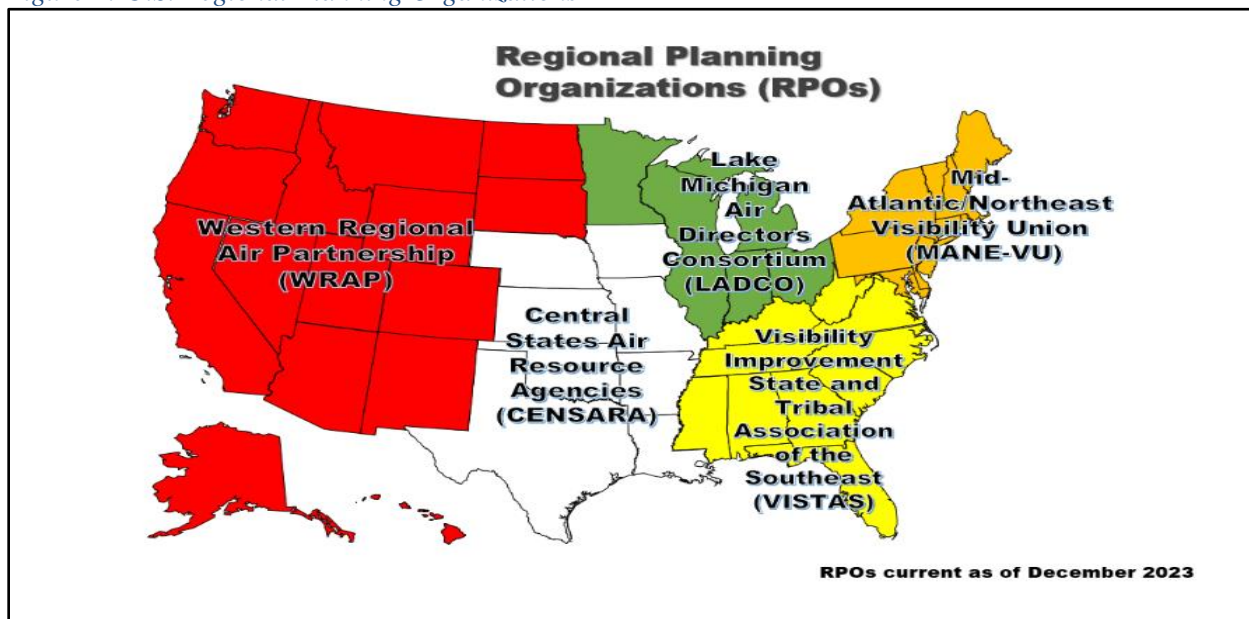 Regional Planning
Organizations (RPOs)
Western Regional
Air Partnership
(WRAP)
Central
States Air
Resource
Agencies
(CENSARA)
Lake
Michigan
Air
Directors
Consortium
(LADCO)
Mid-
Atlantic/Northeast
Visibility Union
(MANE-VU)
Visibility
Improvement
State and
Tribal
Association
of the
Southeast
(VISTAS)
RPOs current as of December 2023